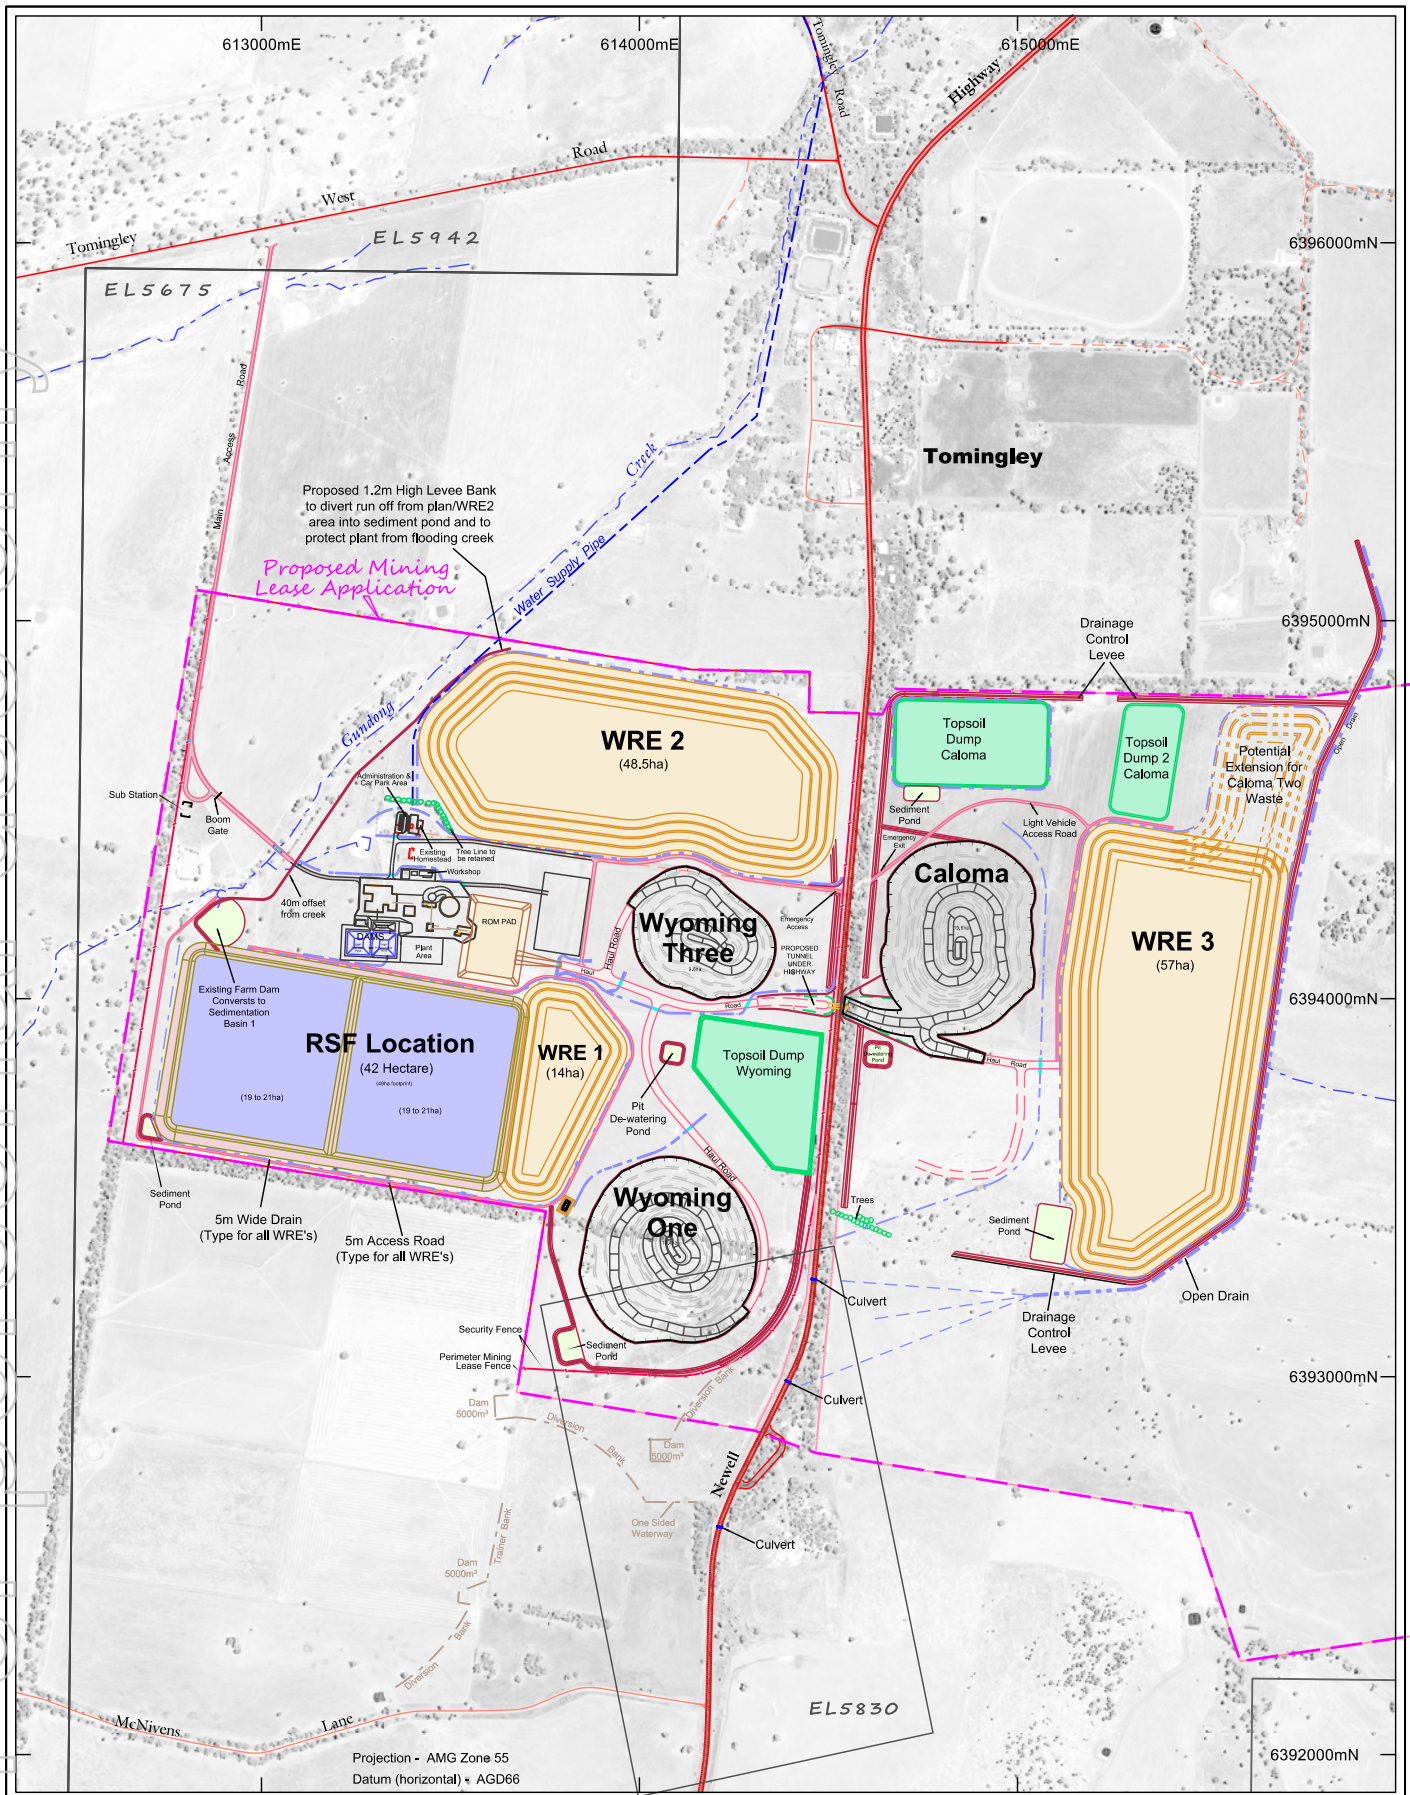 613000mE
614000mE
615000mE
Tomingley
Road
Highway
Road
West
Tomingley
EL5942
6396000mN
EL5675
Road
Access
Main
Creek
Tomingley
Proposed 1.2m High Levee Bank
to divert run off from plan/WRE2
area into sediment pond and to
protect plant from flooding creek
Water Supply Pipe
Proposed Mining
Lease Application
6395000mN
Drainage
Control
Levee
Gundong
WRE 2
(48.5ha)
Topsoil
Dump
Caloma
Topsoil
Dump 2
Caloma
Potential
Extension for
Caloma Two
Waste
Open Drain
Administration &
Car Park Area
Sub Station
Boom
Gate
Sediment
Pond
Light Vehicle
Access Road
Emergency
Exit
Existing
Homestead
Tree Line to
be retained
Workshop
Caloma
40m offset
from creek
ROM PAD
DAMS
Plant
Area
Wyoming
Three
Haul Road
Emergency
Access
PROPOSED
TUNNEL
UNDER
HIGHWAY
WRE 3
(57ha)
Haul
Road
Existing Farm Dam
Conversts to
Sedimentation
Basin 1
6394000mN
RSF Location
(42 Hectare)
(49ha footprint)
(19 to 21ha)
(19 to 21ha)
WRE 1
(14ha)
Topsoil Dump
Wyoming
Pit
De-watering
Pond
Haul Road
Pit
De-watering
Pond
Haul Road
Wyoming
One
Sediment
Pond
5m Wide Drain
(Type for all WRE's)
5m Access Road
(Type for all WRE's)
Trees
Sediment
Pond
Culvert
Open Drain
Drainage
Control
Levee
Security Fence
Perimeter Mining
Lease Fence
Sediment
Pond
6393000mN
Diversion Bank
Culvert
Dam
5000m³
Diversion
Bank
Dam
5000m³
Newell
One Sided
Waterway
Trainer Bank
Culvert
Dam
5000m³
Bank
Diversion
EL5830
McNivens
Lane
6392000mN
Projection - AMG Zone 55
Datum (horizontal) - AGD66